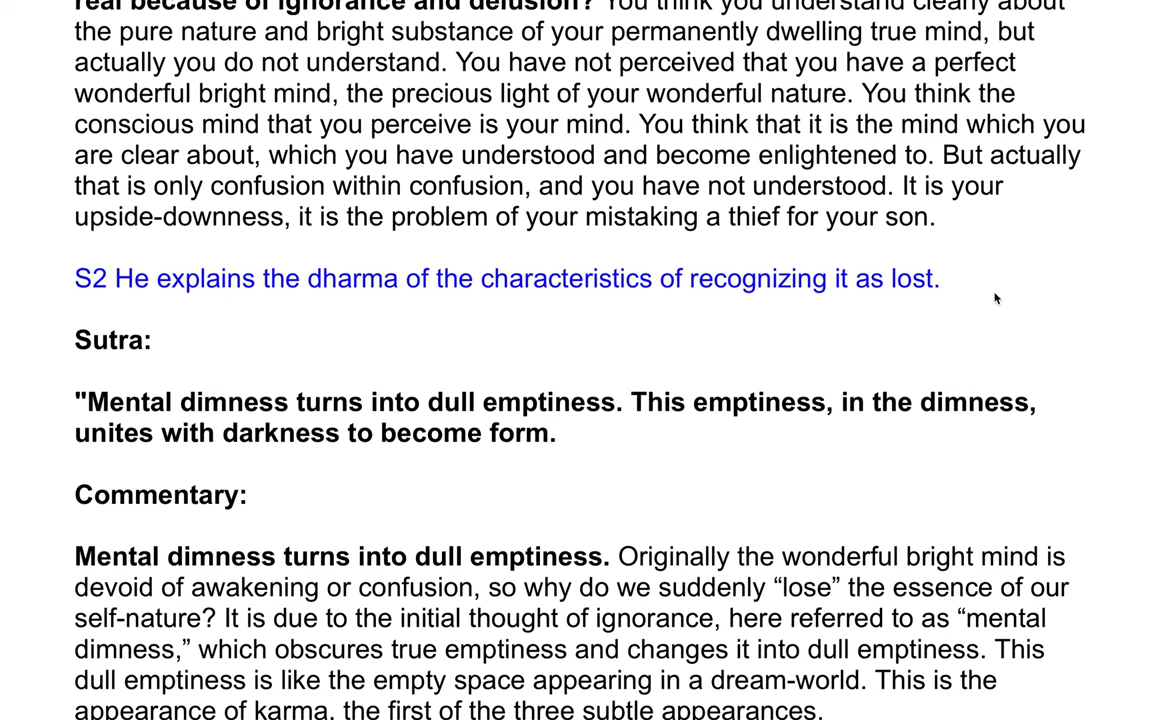 real because of ignorance and delusion? You think you understand clearly about
the pure nature and bright substance of your permanently dwelling true mind, but
actually you do not understand. You have not perceived that you have a perfect
wonderful bright mind, the precious light of your wonderful nature. You think the
conscious mind that you perceive is your mind. You think that it is the mind which you
are clear about, which you have understood and become enlightened to. But actually
that is only confusion within confusion, and you have not understood. It is your
upside-downness, it is the problem of your mistaking a thief for your son.
S2 He explains the dharma of the characteristics of recognizing it as lost.
Sutra:
"Mental dimness turns into dull emptiness. This emptiness, in the dimness,
unites with darkness to become form.
Commentary:
Mental dimness turns into dull emptiness. Originally the wonderful bright mind is
devoid of awakening or confusion, so why do we suddenly “lose” the essence of our
self-nature? It is due to the initial thought of ignorance, here referred to as “mental
dimness,” which obscures true emptiness and changes it into dull emptiness. This
dull emptiness is like the empty space appearing in a dream-world. This is the
appearance of karma, the first of the three subtle appearances.